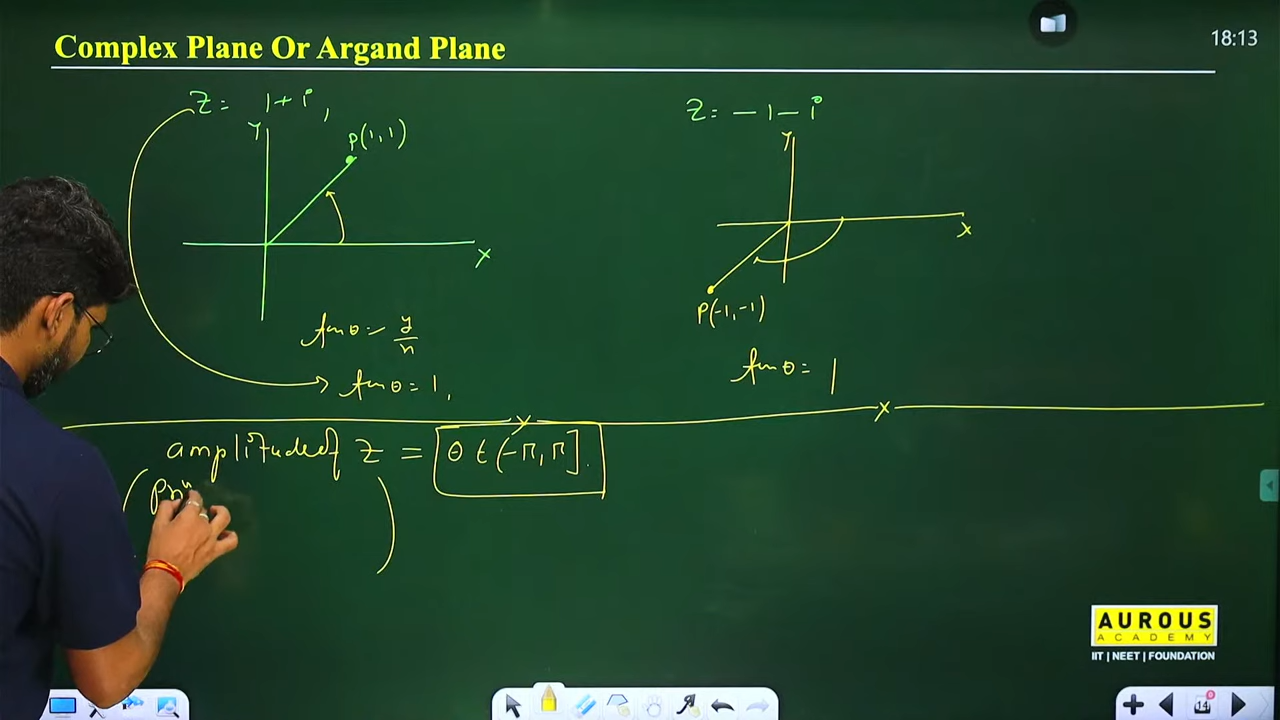 18:13
Complex Plane Or Argand Plane
Z = 1 + i,
Y
P(1,1)
X
tanθ = y/x
tanθ = 1,
Z = -1 - i
Y
X
P(-1,-1)
tanθ = 1
amplitude of Z = θ ∈ (-π, π].
(
)
AUROUS
ACADEMY
IIT | NEET | FOUNDATION
14